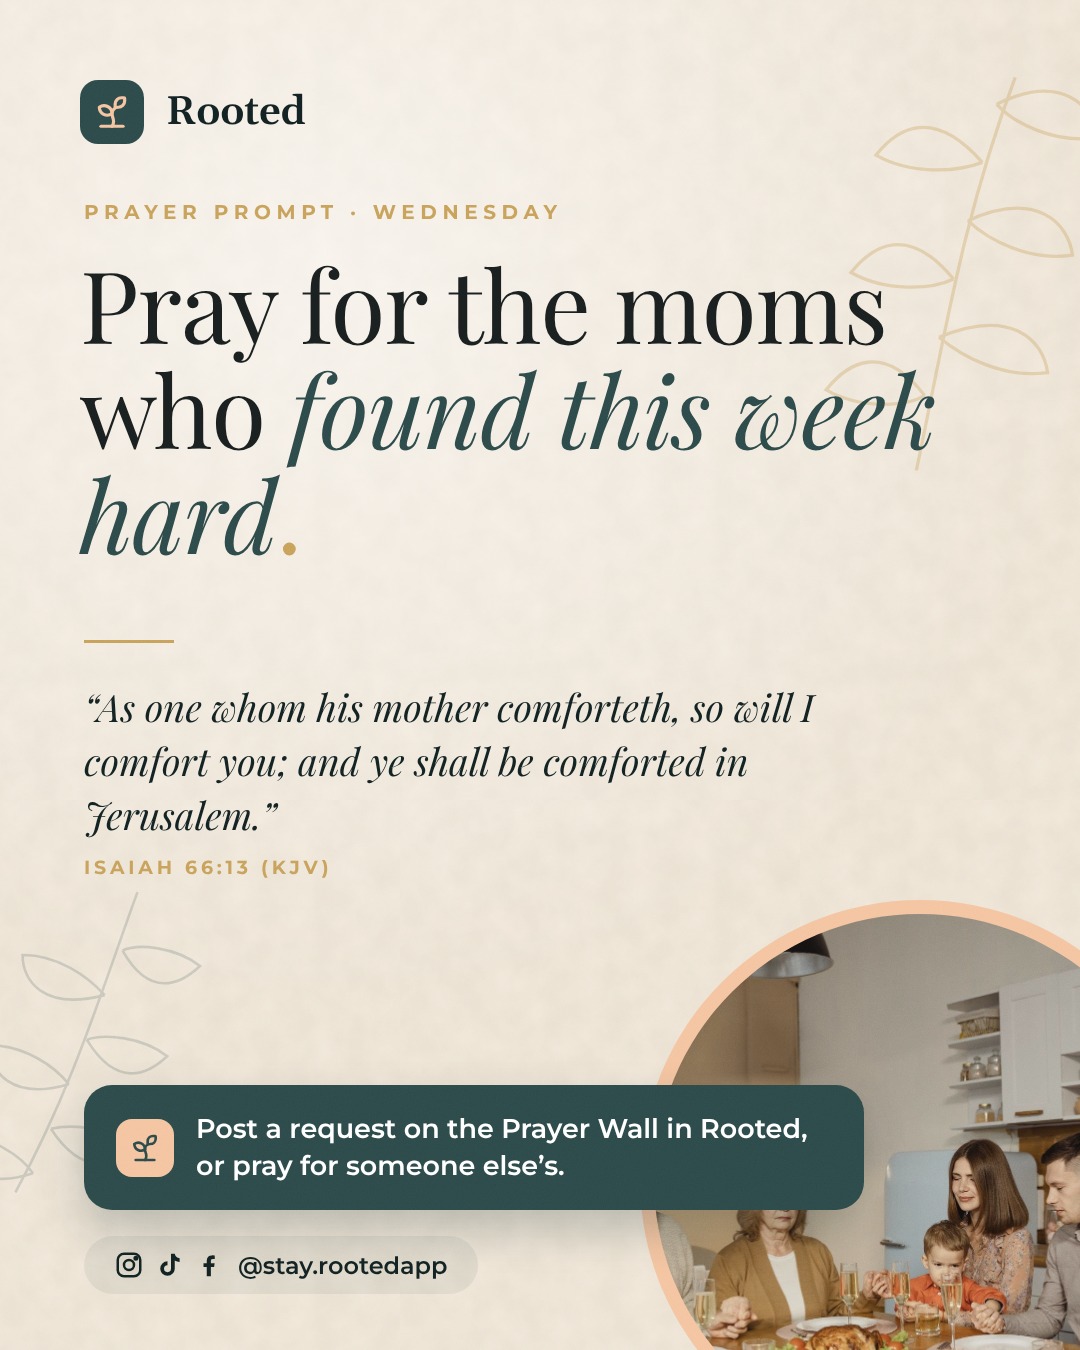 Rooted
PRAYER PROMPT · WEDNESDAY
Pray for the moms
who found this week
hard.
“As one whom his mother comforteth, so will I
comfort you; and ye shall be comforted in
Jerusalem.”
ISAIAH 66:13 (KJV)
Post a request on the Prayer Wall in Rooted,
or pray for someone else’s.
@stay.rootedapp